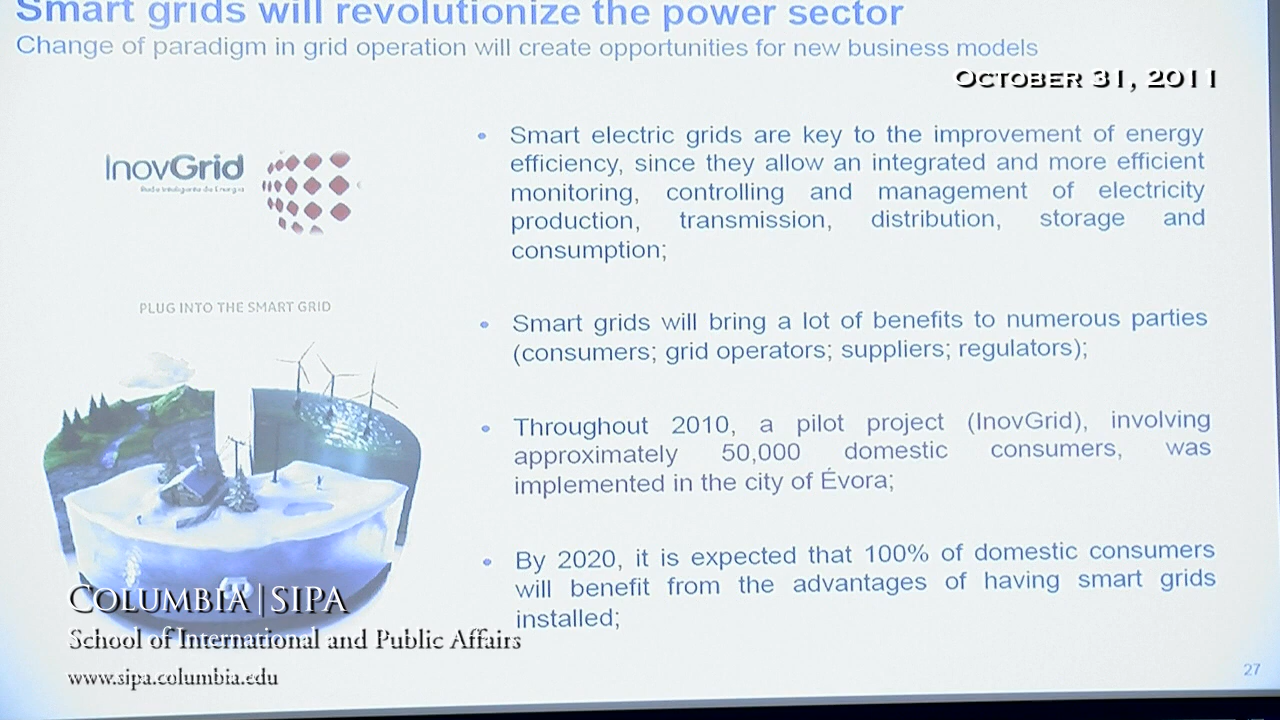 Smart grids will revolutionize the power sector
Change of paradigm in grid operation will create opportunities for new business models
OCTOBER 31, 2011
InovGrid
Rede Inteligente de Energia
PLUG INTO THE SMART GRID
• Smart electric grids are key to the improvement of energy
efficiency, since they allow an integrated and more efficient
monitoring, controlling and management of electricity
production, transmission, distribution, storage and
consumption;
• Smart grids will bring a lot of benefits to numerous parties
(consumers; grid operators; suppliers; regulators);
• Throughout 2010, a pilot project (InovGrid), involving
approximately 50,000 domestic consumers, was
implemented in the city of Évora;
• By 2020, it is expected that 100% of domestic consumers
will benefit from the advantages of having smart grids
installed;
COLUMBIA | SIPA
School of International and Public Affairs
www.sipa.columbia.edu
27